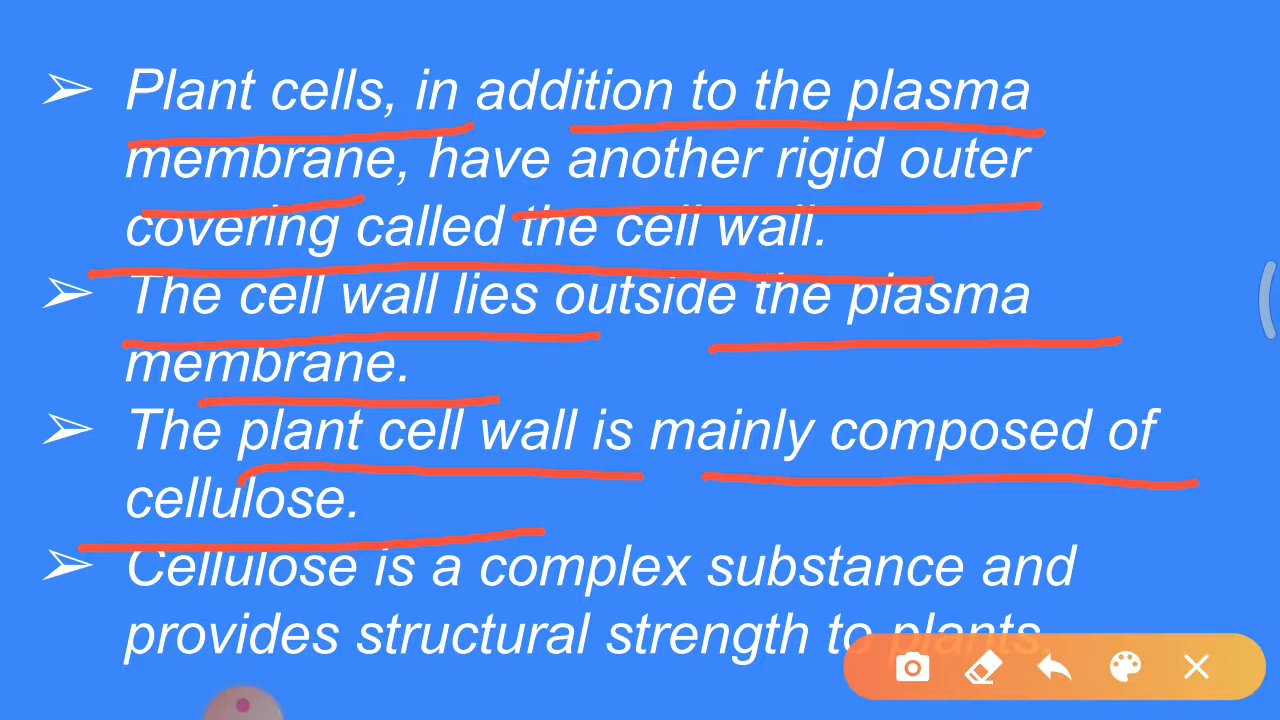 ➢ Plant cells, in addition to the plasma
membrane, have another rigid outer
covering called the cell wall.
➢ The cell wall lies outside the plasma
membrane.
➢ The plant cell wall is mainly composed of
cellulose.
➢ Cellulose is a complex substance and
provides structural strength to plants.